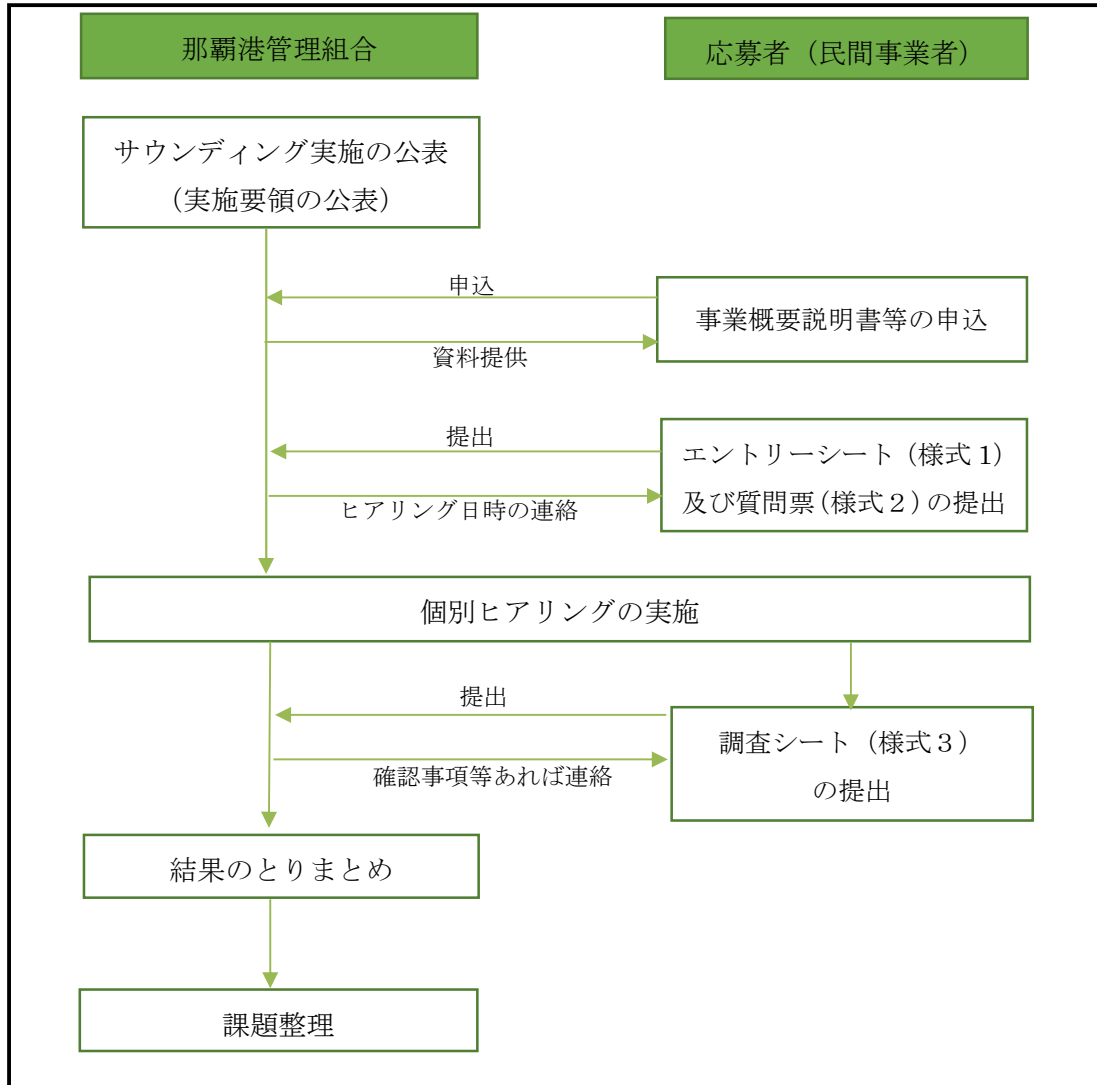 那覇港管理組合
応募者（民間事業者）
サウンディング実施の公表
（実施要領の公表）
申込
事業概要説明書等の申込
資料提供
提出
エントリーシート（様式１）
及び質問票（様式２）の提出
ヒアリング日時の連絡
個別ヒアリングの実施
提出
調査シート（様式３）
の提出
確認事項等あれば連絡
結果のとりまとめ
課題整理